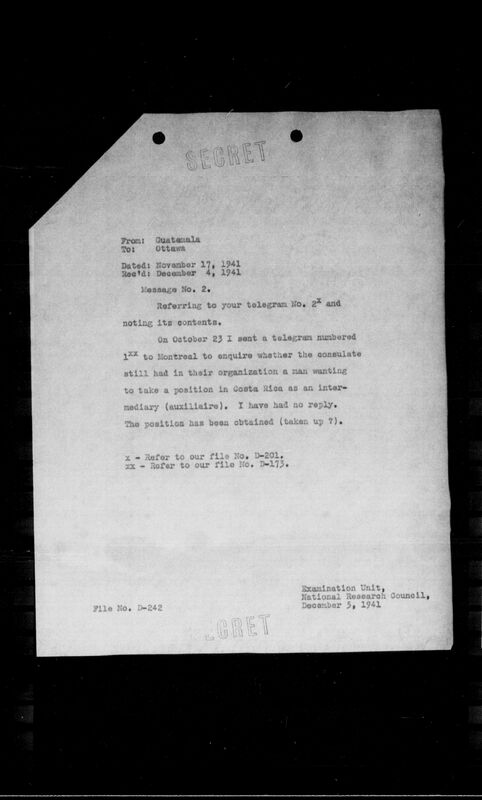 SECRET
From: Guatemala
To: Ottawa
Dated: November 17, 1941
Rec'd: December 4, 1941
Message No. 2.
Referring to your telegram No. 2x and
noting its contents.
On October 23 I sent a telegram numbered
1xx to Montreal to enquire whether the consulate
still had in their organization a man wanting
to take a position in Costa Rica as an inter-
mediary (auxiliaire). I have had no reply.
The position has been obtained (taken up ?).
x - Refer to our file No. D-201.
xx - Refer to our file No. D-173.
Examination Unit,
National Research Council,
File No. D-242
December 5, 1941
ECRET